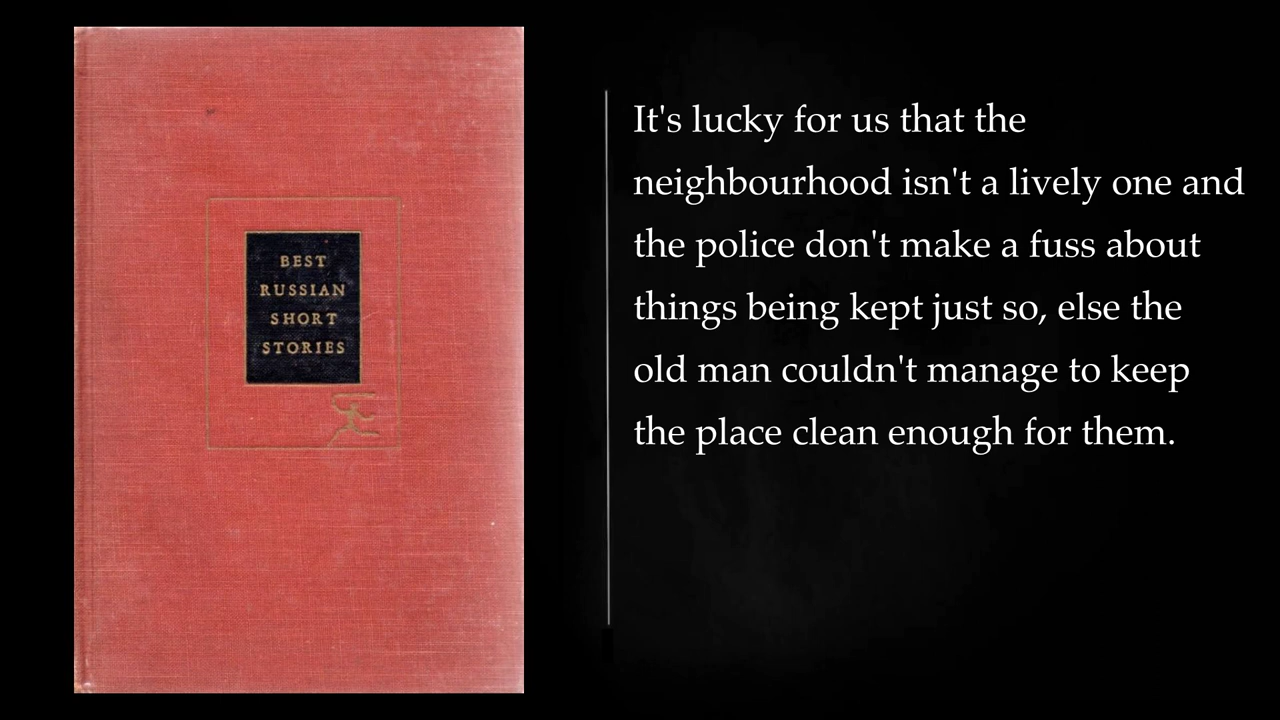 BEST
RUSSIAN
SHORT
STORIES
It's lucky for us that the
neighbourhood isn't a lively one and
the police don't make a fuss about
things being kept just so, else the
old man couldn't manage to keep
the place clean enough for them.